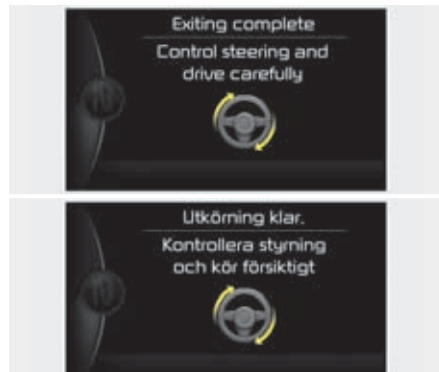 Exiting complete
Control steering and
drive carefully
Utkörning klar.
Kontrollera styrning
och kör försiktigt